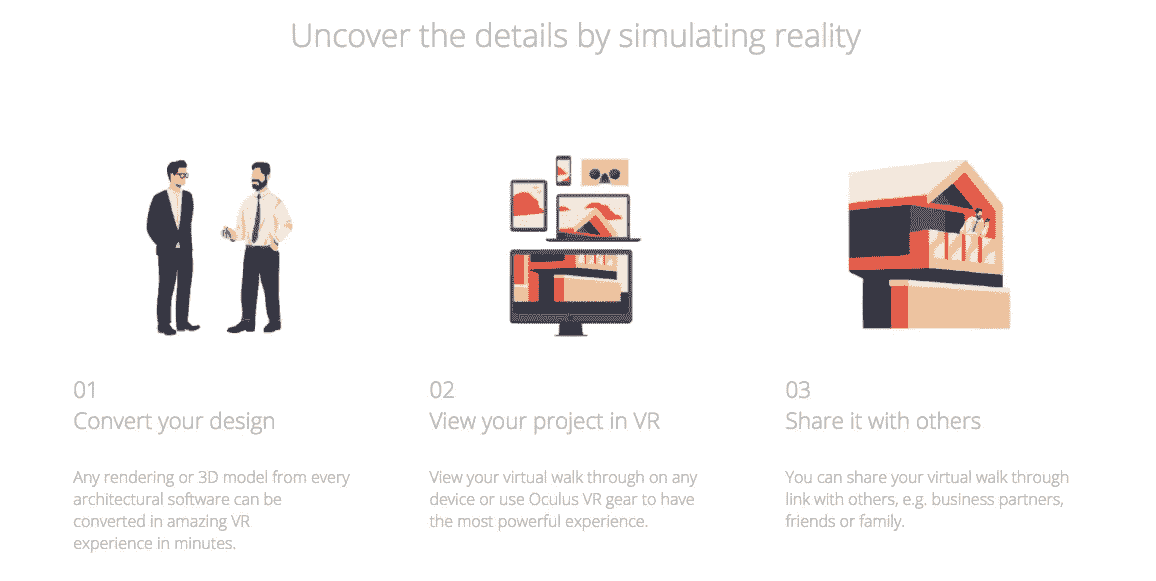 Uncover the details by simulating reality
01
Convert your design
Any rendering or 3D model from every
architectural software can be
converted in amazing VR
experience in minutes.
02
View your project in VR
View your virtual walk through on any
device or use Oculus VR gear to have
the most powerful experience.
03
Share it with others
You can share your virtual walk through
link with others, e.g. business partners,
friends or family.